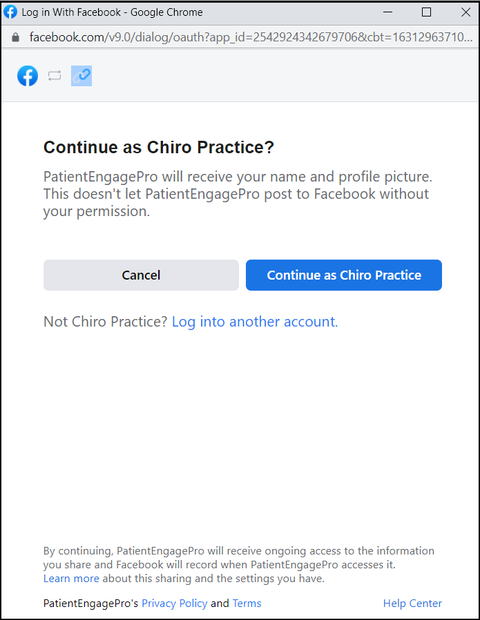 Log in With Facebook - Google Chrome
facebook.com/v9.0/dialog/oauth?app_id=2542924342679706&cbt=16312963710...
Continue as Chiro Practice?
PatientEngagePro will receive your name and profile picture.
This doesn't let PatientEngagePro post to Facebook without
your permission.
Cancel
Continue as Chiro Practice
Not Chiro Practice? Log into another account.
By continuing, PatientEngagePro will receive ongoing access to the information
you share and Facebook will record when PatientEngagePro accesses it.
Learn more about this sharing and the settings you have.
PatientEngagePro's Privacy Policy and Terms
Help Center